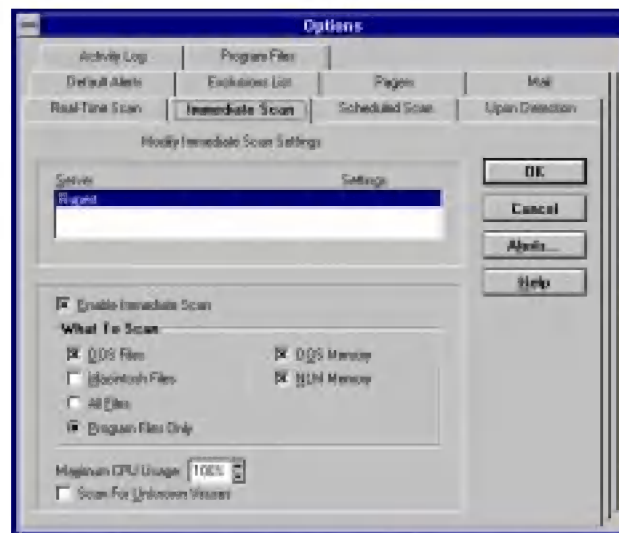 Options
Activity Log Program Files
Default Alerts Exclusions List Pagers Mail
Real-Time Scan Immediate Scan Scheduled Scan Upon Detection
Modify Immediate Scan Settings
Server Settings
OK
Cancel
Alerts...
Help
Enable Immediate Scan
What To Scan
DOS Files DOS Memory
Macintosh Files NLM Memory
All Files
Program Files Only
Maximum CPU Usage: 100%
Scan For Unknown Viruses